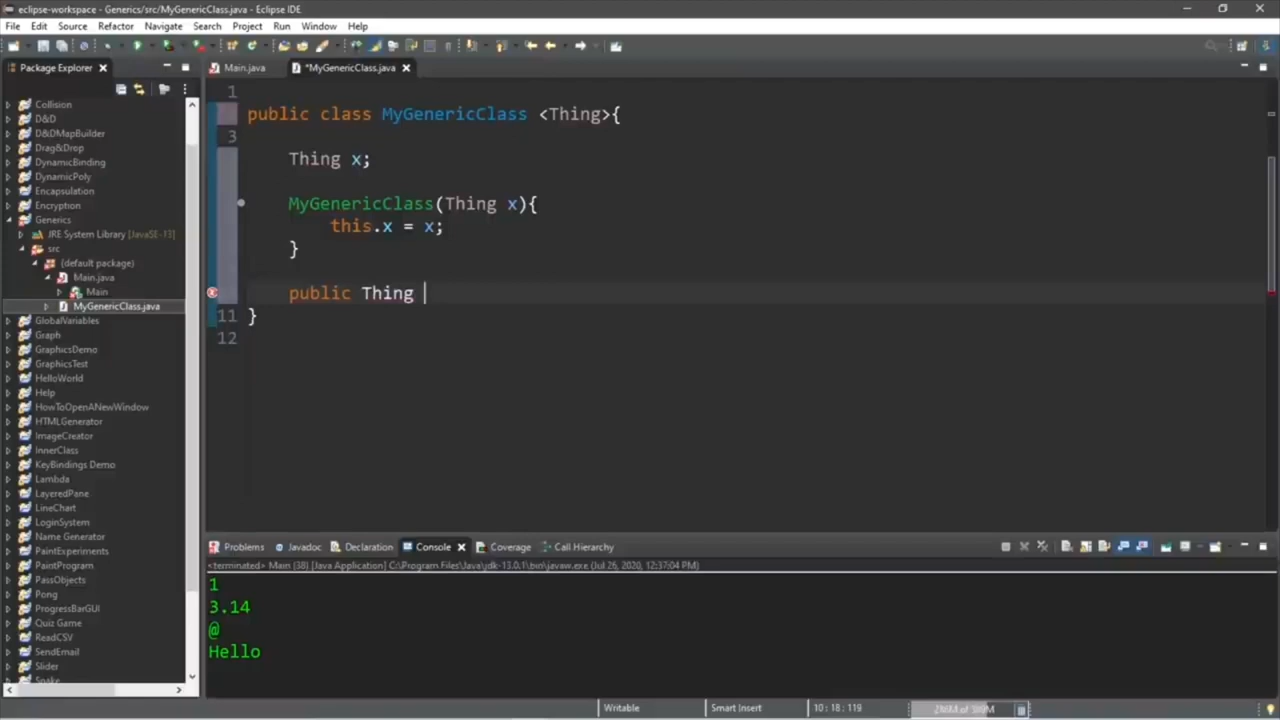 eclipse-workspace - Generics/src/MyGenericClass.java - Eclipse IDE
File Edit Source Refactor Navigate Search Project Run Window Help
Package Explorer
Main.java
*MyGenericClass.java
Collision
D&D
D&DMapBuilder
Drag&Drop
DynamicBinding
DynamicPoly
Encapsulation
Encryption
Generics
JRE System Library [JavaSE-13]
src
(default package)
Main.java
Main
MyGenericClass.java
GlobalVariables
Graph
GraphicsDemo
GraphicsTest
HelloWorld
Help
HowToOpenANewWindow
HTMLGenerator
ImageCreator
InnerClass
KeyBindings Demo
Lambda
LayeredPane
LineChart
LoginSystem
Name Generator
PaintExperiments
PaintProgram
PassObjects
Pong
ProgressBarGUI
Quiz Game
ReadCSV
SendEmail
Slider
Snake
1
public class MyGenericClass <Thing>{
3
Thing x;
MyGenericClass(Thing x){
this.x = x;
}
public Thing
11 }
12
Problems Javadoc Declaration Console Coverage Call Hierarchy
<terminated> Main (38) [Java Application] C:\Program Files\Java\jdk-13.0.1\bin\javaw.exe (Jul 26, 2020, 12:37:04 PM)
1
3.14
@
Hello
Writable Smart Insert 10 : 18 : 119